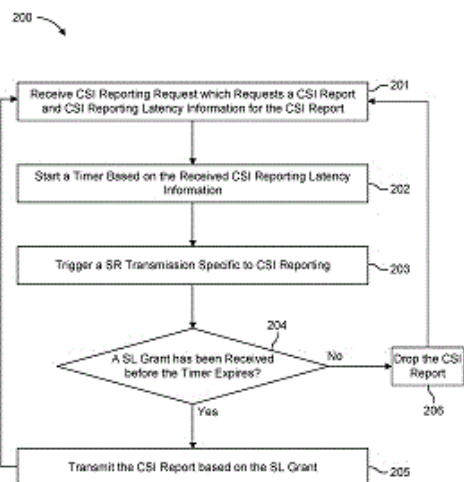 200
Receive CSI Reporting Request which Requests a CSI Report
and CSI Reporting Latency Information for the CSI Report
201
Start a Timer Based on the Received CSI Reporting Latency
Information
202
Trigger a SR Transmission Specific to CSI Reporting
203
204
A SL Grant has been Received
before the Timer Expires?
No
Drop the CSI
Report
206
Yes
Transmit the CSI Report based on the SL Grant
205